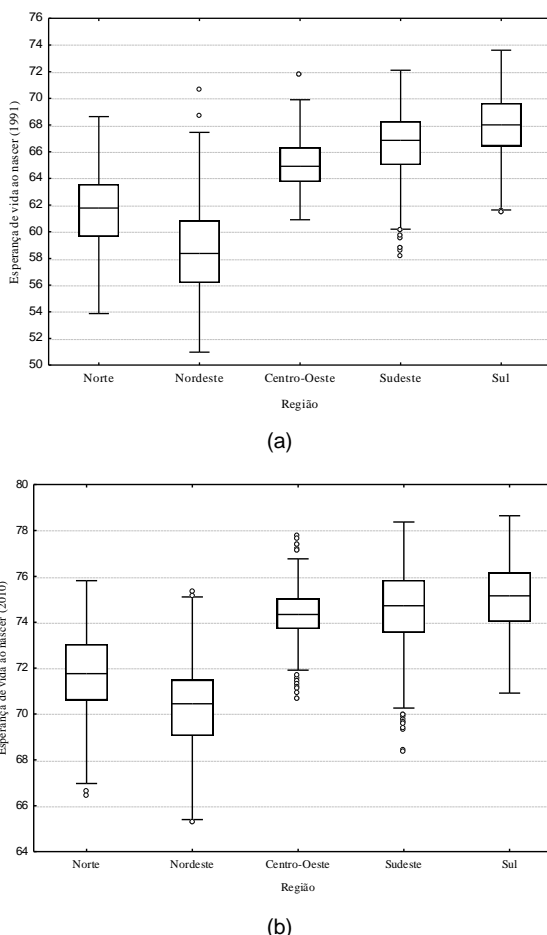 76
74
72
70
68
66
64
62
60
58
56
54
52
50
Esperança de vida ao nascer (1991)
Norte Nordeste Centro-Oeste Sudeste Sul
Região
(a)
80
78
76
74
72
70
68
66
64
Esperança de vida ao nascer (2010)
Norte Nordeste Centro-Oeste Sudeste Sul
Região
(b)